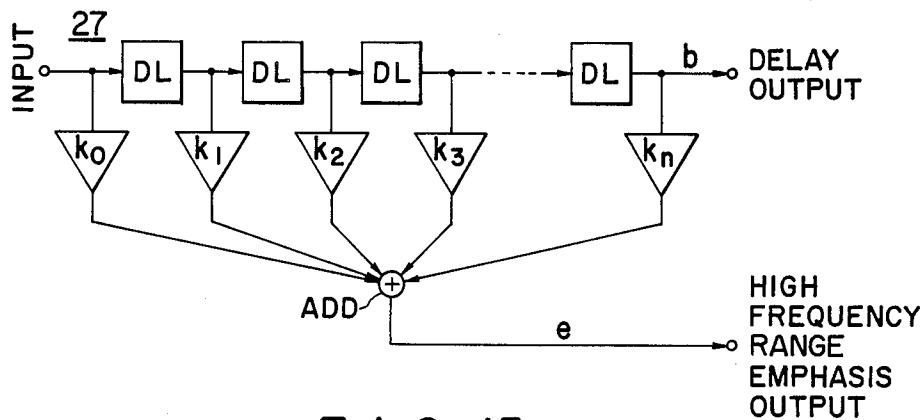 27
INPUT
DL DL DL DL
b
DELAY
OUTPUT
k0 k1 k2 k3 kn
+
ADD
e
HIGH
FREQUENCY
RANGE
EMPHASIS
OUTPUT